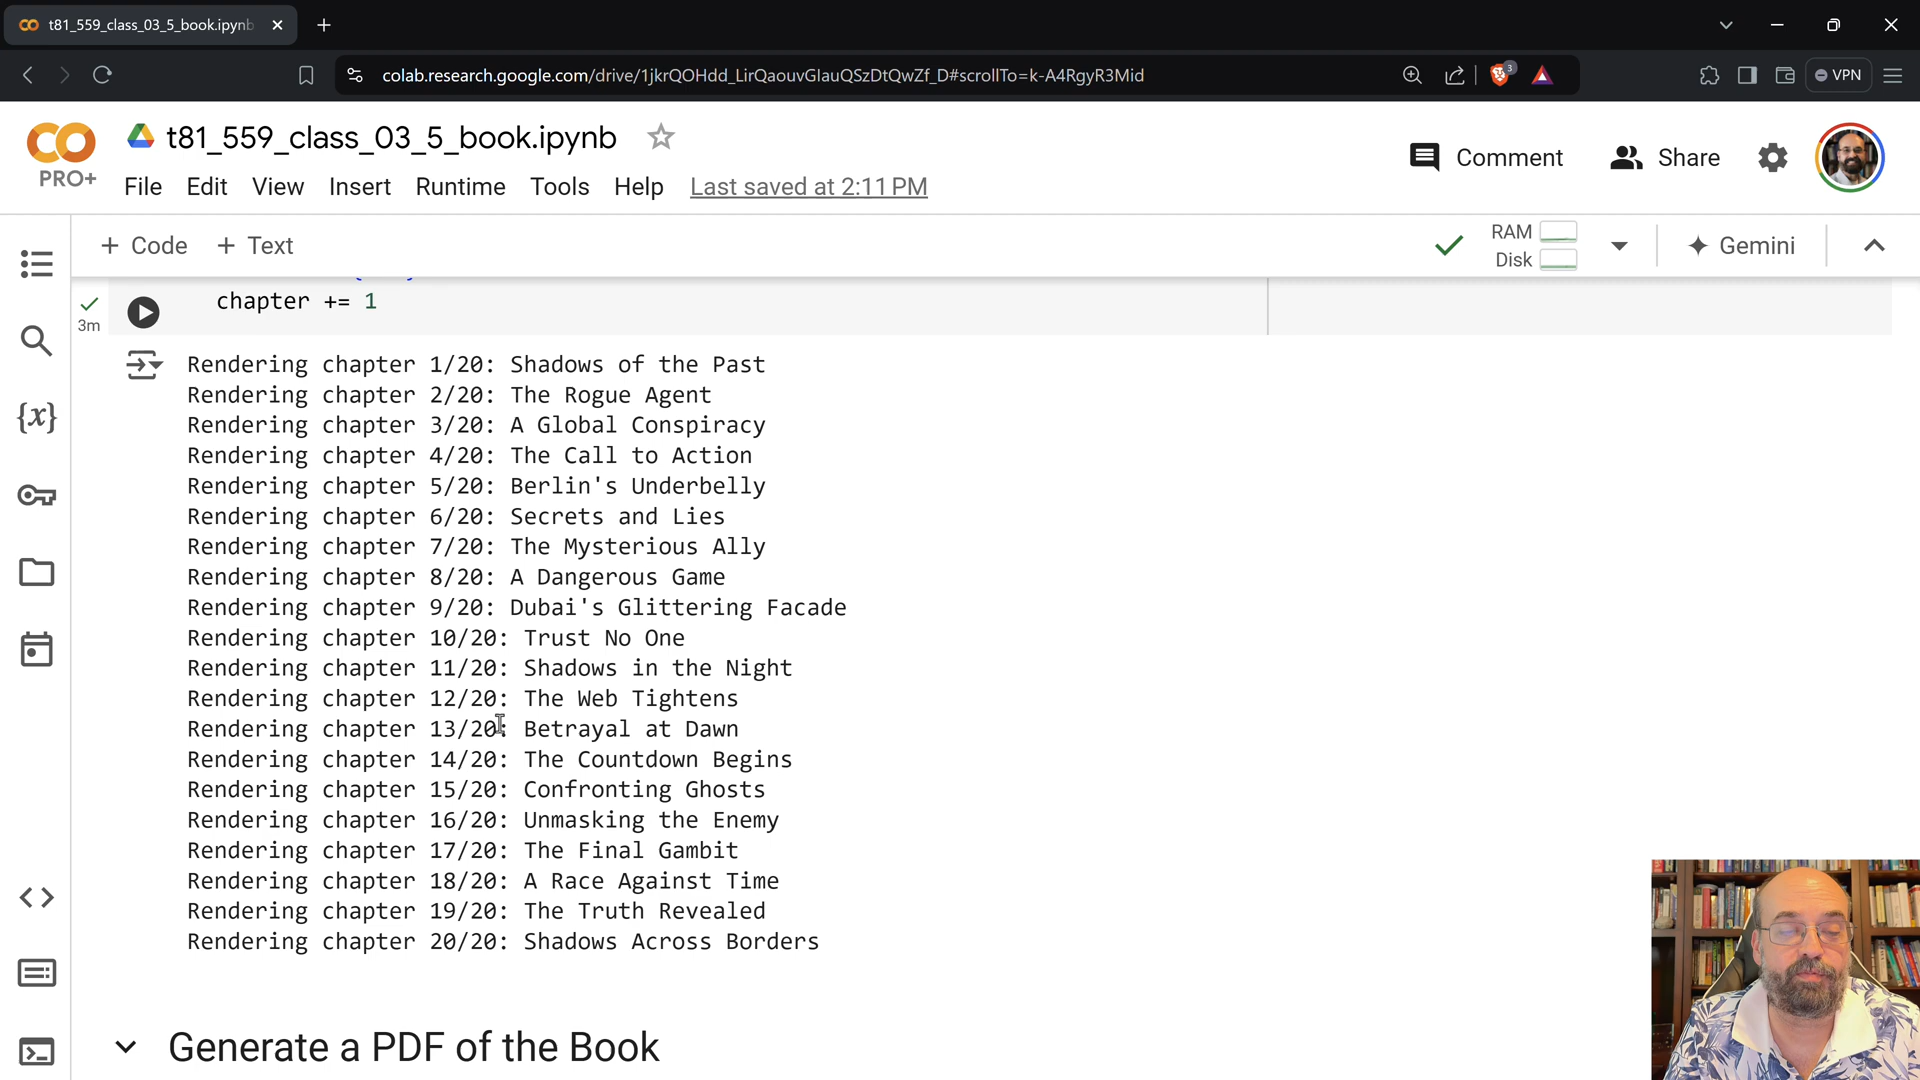 t81_559_class_03_5_book.ipynb
colab.research.google.com/drive/1jkrQOHdd_LirQaouvGlauQSzDtQwZf_D#scrollTo=k-A4RgyR3Mid
3
VPN
PRO+
t81_559_class_03_5_book.ipynb
File Edit View Insert Runtime Tools Help Last saved at 2:11 PM
Comment
Share
+ Code + Text
RAM
Disk
Gemini
{x}
3m
chapter += 1
Rendering chapter 1/20: Shadows of the Past
Rendering chapter 2/20: The Rogue Agent
Rendering chapter 3/20: A Global Conspiracy
Rendering chapter 4/20: The Call to Action
Rendering chapter 5/20: Berlin's Underbelly
Rendering chapter 6/20: Secrets and Lies
Rendering chapter 7/20: The Mysterious Ally
Rendering chapter 8/20: A Dangerous Game
Rendering chapter 9/20: Dubai's Glittering Facade
Rendering chapter 10/20: Trust No One
Rendering chapter 11/20: Shadows in the Night
Rendering chapter 12/20: The Web Tightens
Rendering chapter 13/20: Betrayal at Dawn
Rendering chapter 14/20: The Countdown Begins
Rendering chapter 15/20: Confronting Ghosts
Rendering chapter 16/20: Unmasking the Enemy
Rendering chapter 17/20: The Final Gambit
Rendering chapter 18/20: A Race Against Time
Rendering chapter 19/20: The Truth Revealed
Rendering chapter 20/20: Shadows Across Borders
Generate a PDF of the Book